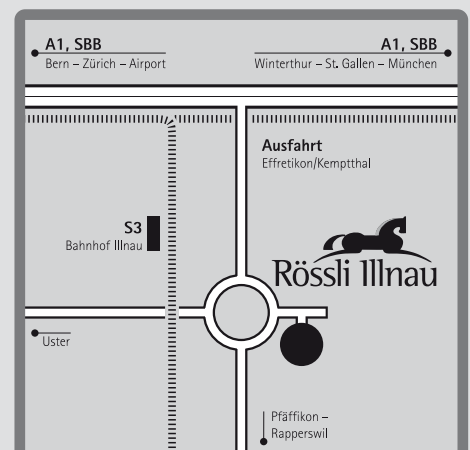 A1, SBB
Bern – Zürich – Airport
A1, SBB
Winterthur – St. Gallen – München
Ausfahrt
Effretikon/Kemptthal
S3
Bahnhof Illnau
Rössli Illnau
Uster
Pfäffikon –
Rapperswil